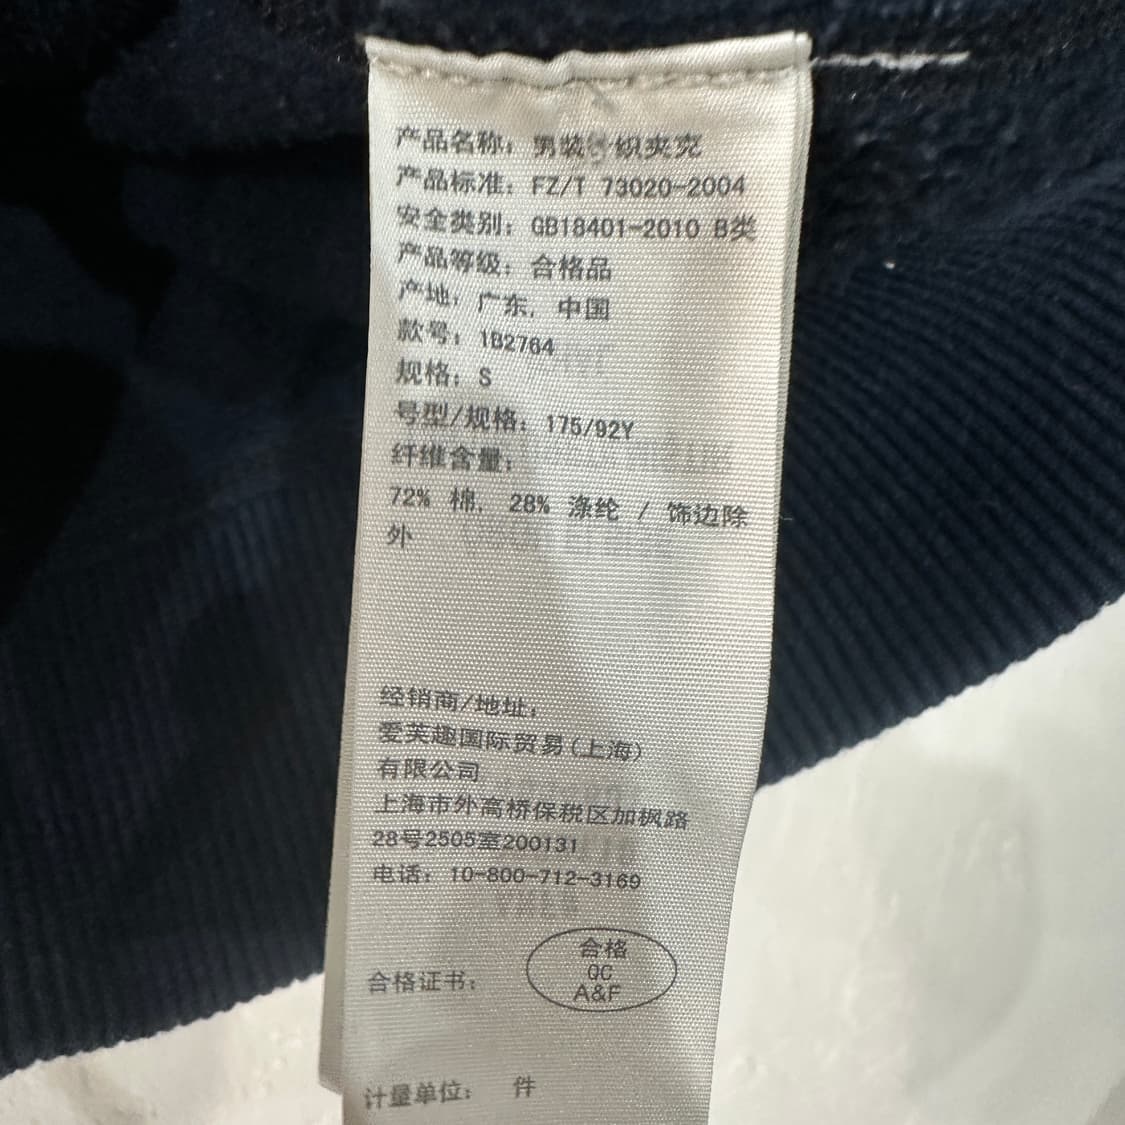 产品名称：男装针织夹克
产品标准：FZ/T 73020-2004
安全类别：GB18401-2010 B类
产品等级：合格品
产地：广东，中国
款号：1B2764
规格：S
号型/规格：175/92Y
纤维含量：
72% 棉，28% 涤纶 / 饰边除
外
经销商/地址：
爱芙趣国际贸易(上海)
有限公司
上海市外高桥保税区加枫路
28号2505室200131
电话：10-800-712-3169
合格
QC
A&F
合格证书：
计量单位： 件